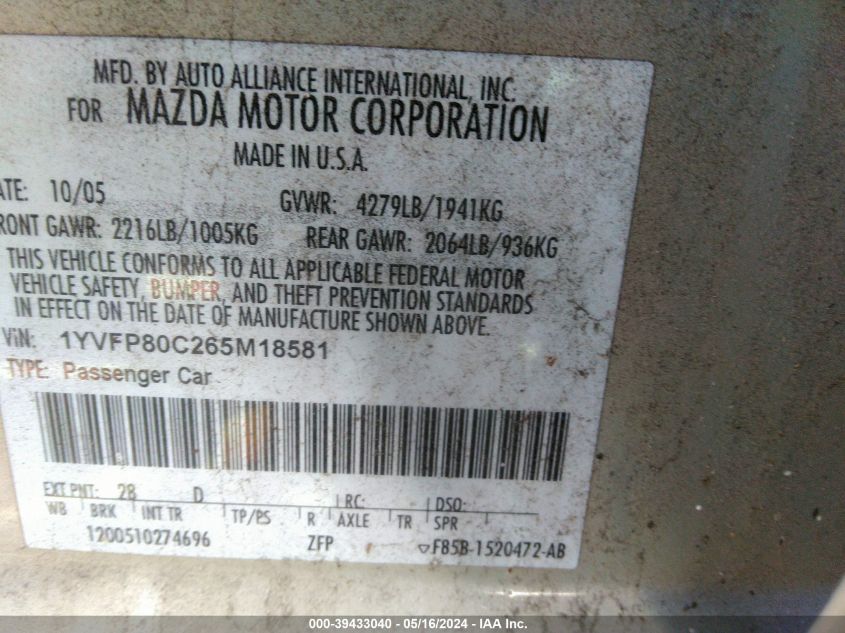 MFD. BY AUTO ALLIANCE INTERNATIONAL, INC.
FOR MAZDA MOTOR CORPORATION
MADE IN U.S.A.
ATE: 10/05 GVWR: 4279LB/1941KG
RONT GAWR: 2216LB/1005KG REAR GAWR: 2064LB/936KG
THIS VEHICLE CONFORMS TO ALL APPLICABLE FEDERAL MOTOR
VEHICLE SAFETY, BUMPER, AND THEFT PREVENTION STANDARDS
IN EFFECT ON THE DATE OF MANUFACTURE SHOWN ABOVE.
VIN: 1YVFP80C265M18581
TYPE: Passenger Car
EXT PNT: 28 D RC: DSO:
WB BRK INT TR TP/PS R AXLE TR SPR
1200510274696 ZFP ▽F85B-1520472-AB
000-39433040 / 05/16/2024 - IAA Inc.